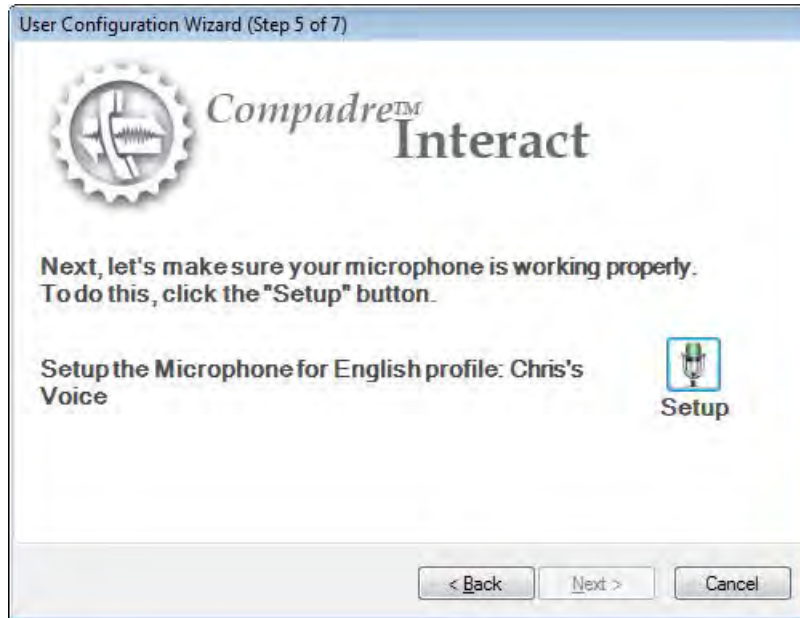 User Configuration Wizard (Step 5 of 7)
Compadre™
Interact
Next, let's make sure your microphone is working properly.
To do this, click the "Setup" button.
Setup the Microphone for English profile: Chris's
Voice
Setup
< Back
Next >
Cancel